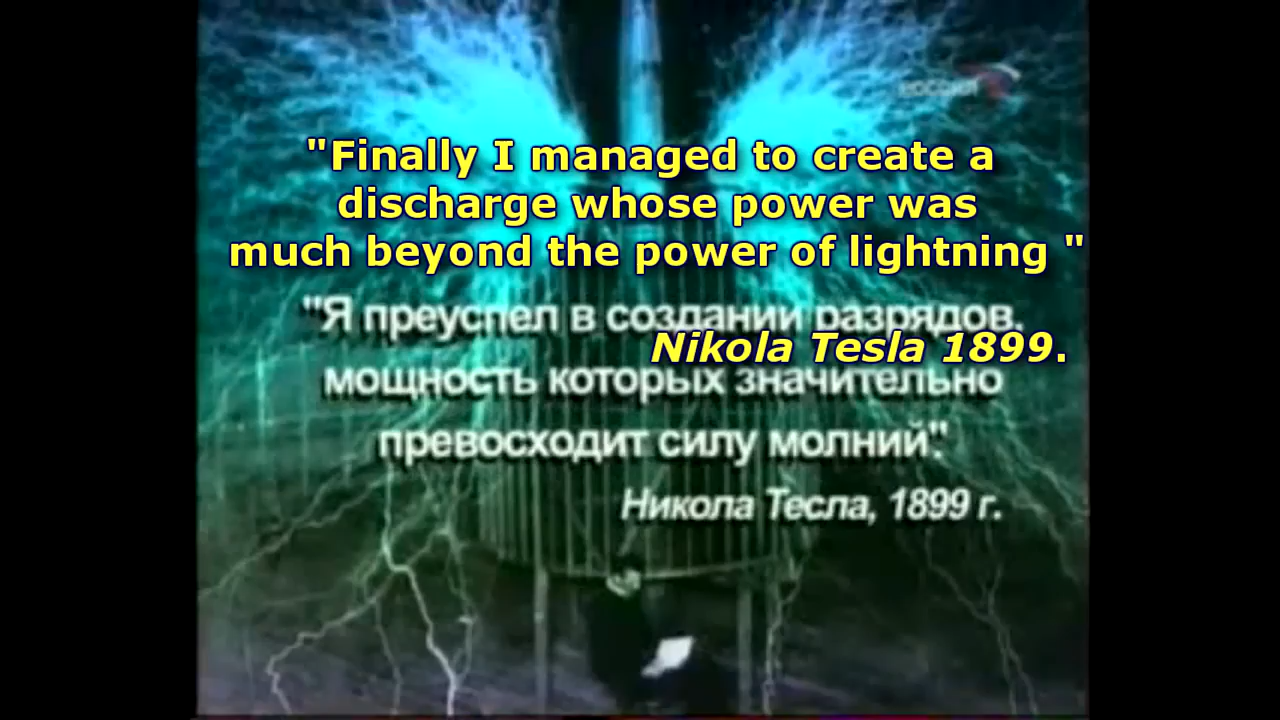 РОССИЯ
"Finally I managed to create a
discharge whose power was
much beyond the power of lightning "
"Я преуспел в создании разрядов,
Nikola Tesla 1899.
мощность которых значительно
превосходит силу молний".
Никола Тесла, 1899 г.